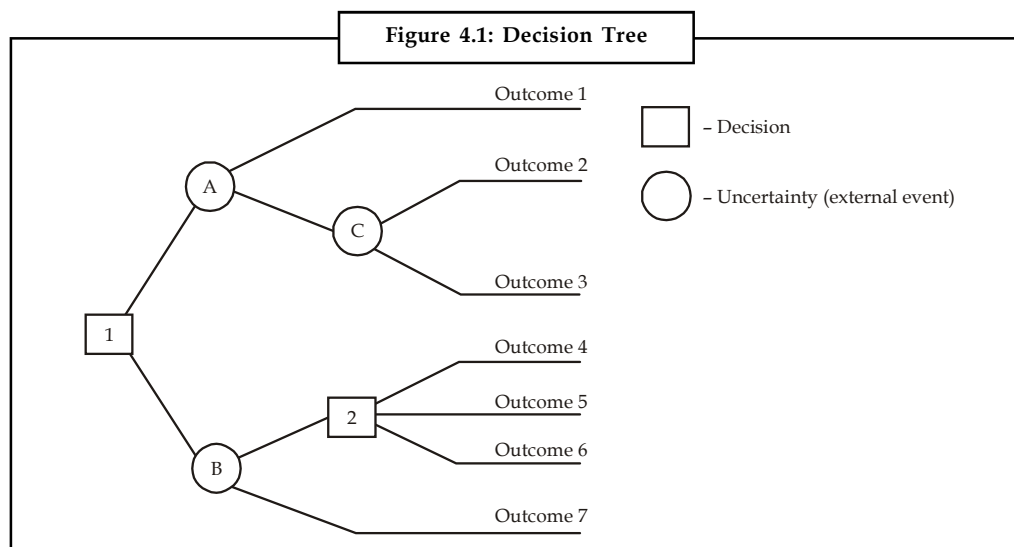 Figure 4.1: Decision Tree
Outcome 1
– Decision
Outcome 2
A
– Uncertainty (external event)
C
Outcome 3
1
Outcome 4
Outcome 5
2
Outcome 6
B
Outcome 7